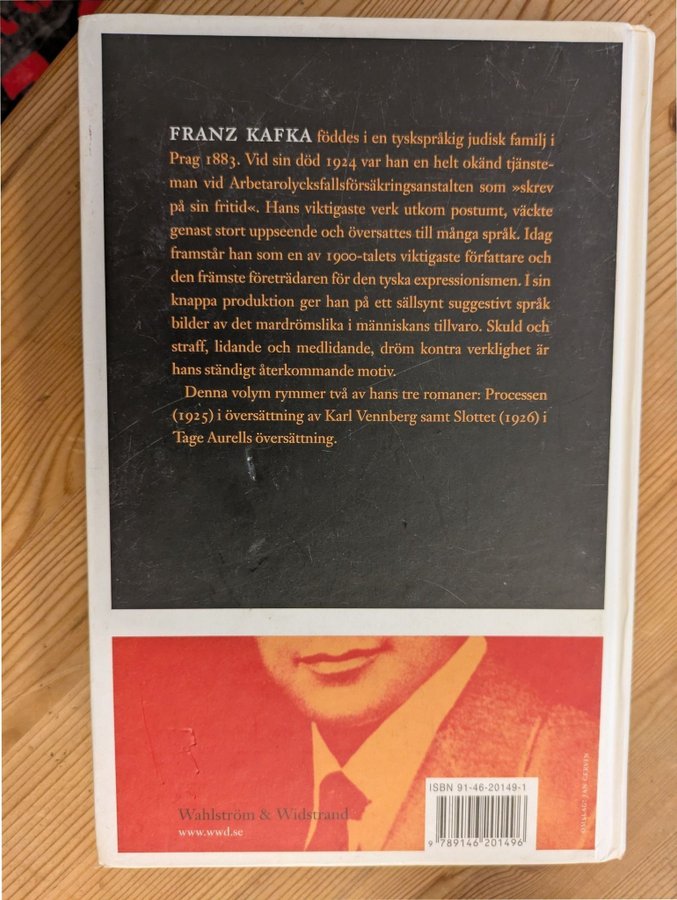 FRANZ KAFKA föddes i en tyskspråkig judisk familj i
Prag 1883. Vid sin död 1924 var han en helt okänd tjänste-
man vid Arbetarolycksfallsförsäkringsanstalten som »skrev
på sin fritid«. Hans viktigaste verk utkom postumt, väckte
genast stort uppseende och översattes till många språk. Idag
framstår han som en av 1900-talets viktigaste författare och
den främste företrädaren för den tyska expressionismen. I sin
knappa produktion ger han på ett sällsynt suggestivt språk
bilder av det mardrömslika i människans tillvaro. Skuld och
straff, lidande och medlidande, dröm kontra verklighet är
hans ständigt återkommande motiv.
Denna volym rymmer två av hans tre romaner: Processen
(1925) i översättning av Karl Vennberg samt Slottet (1926) i
Tage Aurells översättning.
Wahlström & Widstrand
www.wwd.se
ISBN 91-46-20149-1
9 789146 201496
OMSLAG: JAN CERVIN